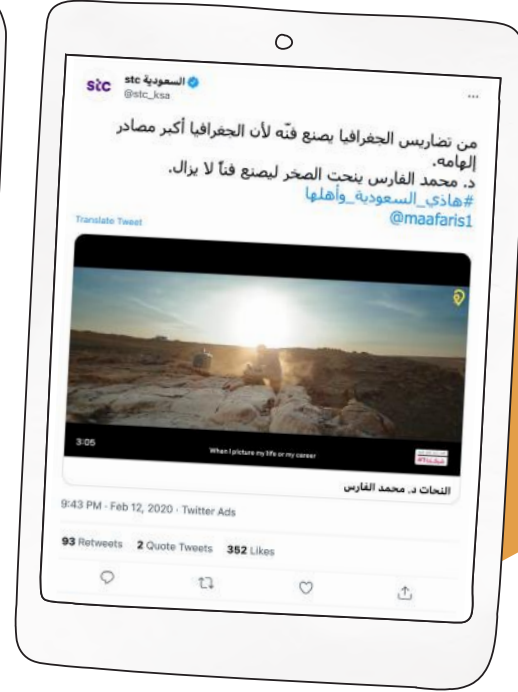 stc
السعودية stc
@stc_ksa
من تضاريس الجغرافيا يصنع فنّه لأن الجغرافيا أكبر مصادر
إلهامه.
د. محمد الفارس ينحت الصخر ليصنع فناً لا يزال.
#هاذي_السعودية_وأهلها
@maafaris1
Translate Tweet
3:05
When I picture my life or my career
النحات د. محمد الفارس
9:43 PM · Feb 12, 2020 · Twitter Ads
93 Retweets 2 Quote Tweets 352 Likes